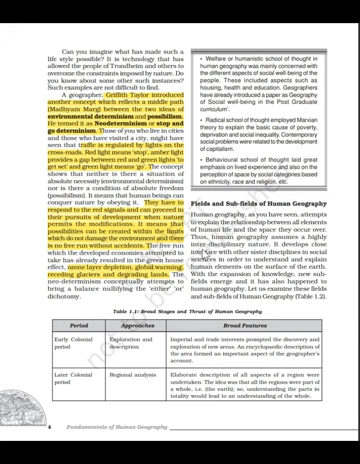 Can you imagine what has made such a
life style possible? It is technology that has
allowed the people of Trondheim and others to
overcome the constraints imposed by nature. Do
you know about some other such instances?
Such examples are not difficult to find.
A geographer, Griffith Taylor introduced
another concept which reflects a middle path
(Madhyam Marg) between the two ideas of
environmental determinism and possibilism.
He termed it as Neodeterminism or stop and
go determinism. Those of you who live in cities
and those who have visited a city, might have
seen that traffic is regulated by lights on the
cross-roads. Red light means 'stop', amber light
provides a gap between red and green lights 'to
get set' and green light means 'go'. The concept
shows that neither is there a situation of
absolute necessity (environmental determinism)
nor is there a condition of absolute freedom
(possibilism). It means that human beings can
conquer nature by obeying it. They have to
respond to the red signals and can proceed in
their pursuits of development when nature
permits the modifications. It means that
possibilities can be created within the limits
which do not damage the environment and there
is no free run without accidents. The free run
which the developed economies attempted to
take has already resulted in the green house
effect, ozone layer depletion, global warming,
receding glaciers and degrading lands. The
neo-determinism conceptually attempts to
bring a balance nullifying the 'either' 'or'
dichotomy.
• Welfare or humanistic school of thought in
human geography was mainly concerned with
the different aspects of social well-being of the
people. These included aspects such as
housing, health and education. Geographers
have already introduced a paper as Geography
of Social well-being in the Post Graduate
curriculum'.
• Radical school of thought employed Marxian
theory to explain the basic cause of poverty,
deprivation and social inequality. Contemporary
social problems were related to the development
of capitalism.
• Behavioural school of thought laid great
emphasis on lived experience and also on the
perception of space by social categories based
on ethnicity, race and religion, etc.
Fields and Sub-fields of Human Geography
Human geography, as you have seen, attempts
to explain the relationship between all elements
of human life and the space they occur over.
Thus, human geography assumes a highly
inter-disciplinary nature. It develops close
interface with other sister disciplines in social
sciences in order to understand and explain
human elements on the surface of the earth.
With the expansion of knowledge, new sub-
fields emerge and it has also happened to
human geography. Let us examine these fields
and sub-fields of Human Geography (Table 1.2).
Table 1.1: Broad Stages and Thrust of Human Geography
Period Approaches Broad Features
Early Colonial Exploration and Imperial and trade interests prompted the discovery and
period description exploration of new areas. An encyclopaedic description of
the area formed an important aspect of the geographer's
account.
Later Colonial Regional analysis Elaborate description of all aspects of a region were
period undertaken. The idea was that all the regions were part of
a whole, i.e. (the earth); so, understanding the parts in
totality would lead to an understanding of the whole.
4 Fundamentals of Human Geography